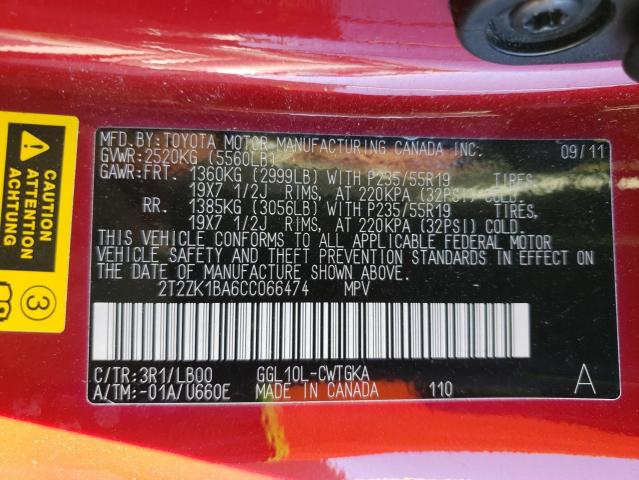 MFD. BY: TOYOTA MOTOR MANUFACTURING CANADA INC. 09/11
GVWR: 2520KG (5560LB)
GAWR: FRT. 1360KG (2999LB) WITH P235/55R19 TIRES,
19X7 1/2J RIMS, AT 220KPA (32PSI) COLD.
RR. 1385KG (3056LB) WITH P235/55R19 TIRES,
19X7 1/2J RIMS, AT 220KPA (32PSI) COLD.
THIS VEHICLE CONFORMS TO ALL APPLICABLE FEDERAL MOTOR
VEHICLE SAFETY AND THEFT PREVENTION STANDARDS IN EFFECT ON
THE DATE OF MANUFACTURE SHOWN ABOVE.
2T2ZK1BA6CC066474 MPV
C/TR: 3R1/LB00 GGL10L-CWTGKA
A/TM: -01A/U660E MADE IN CANADA 110 A
CAUTION
ATTENTION
3